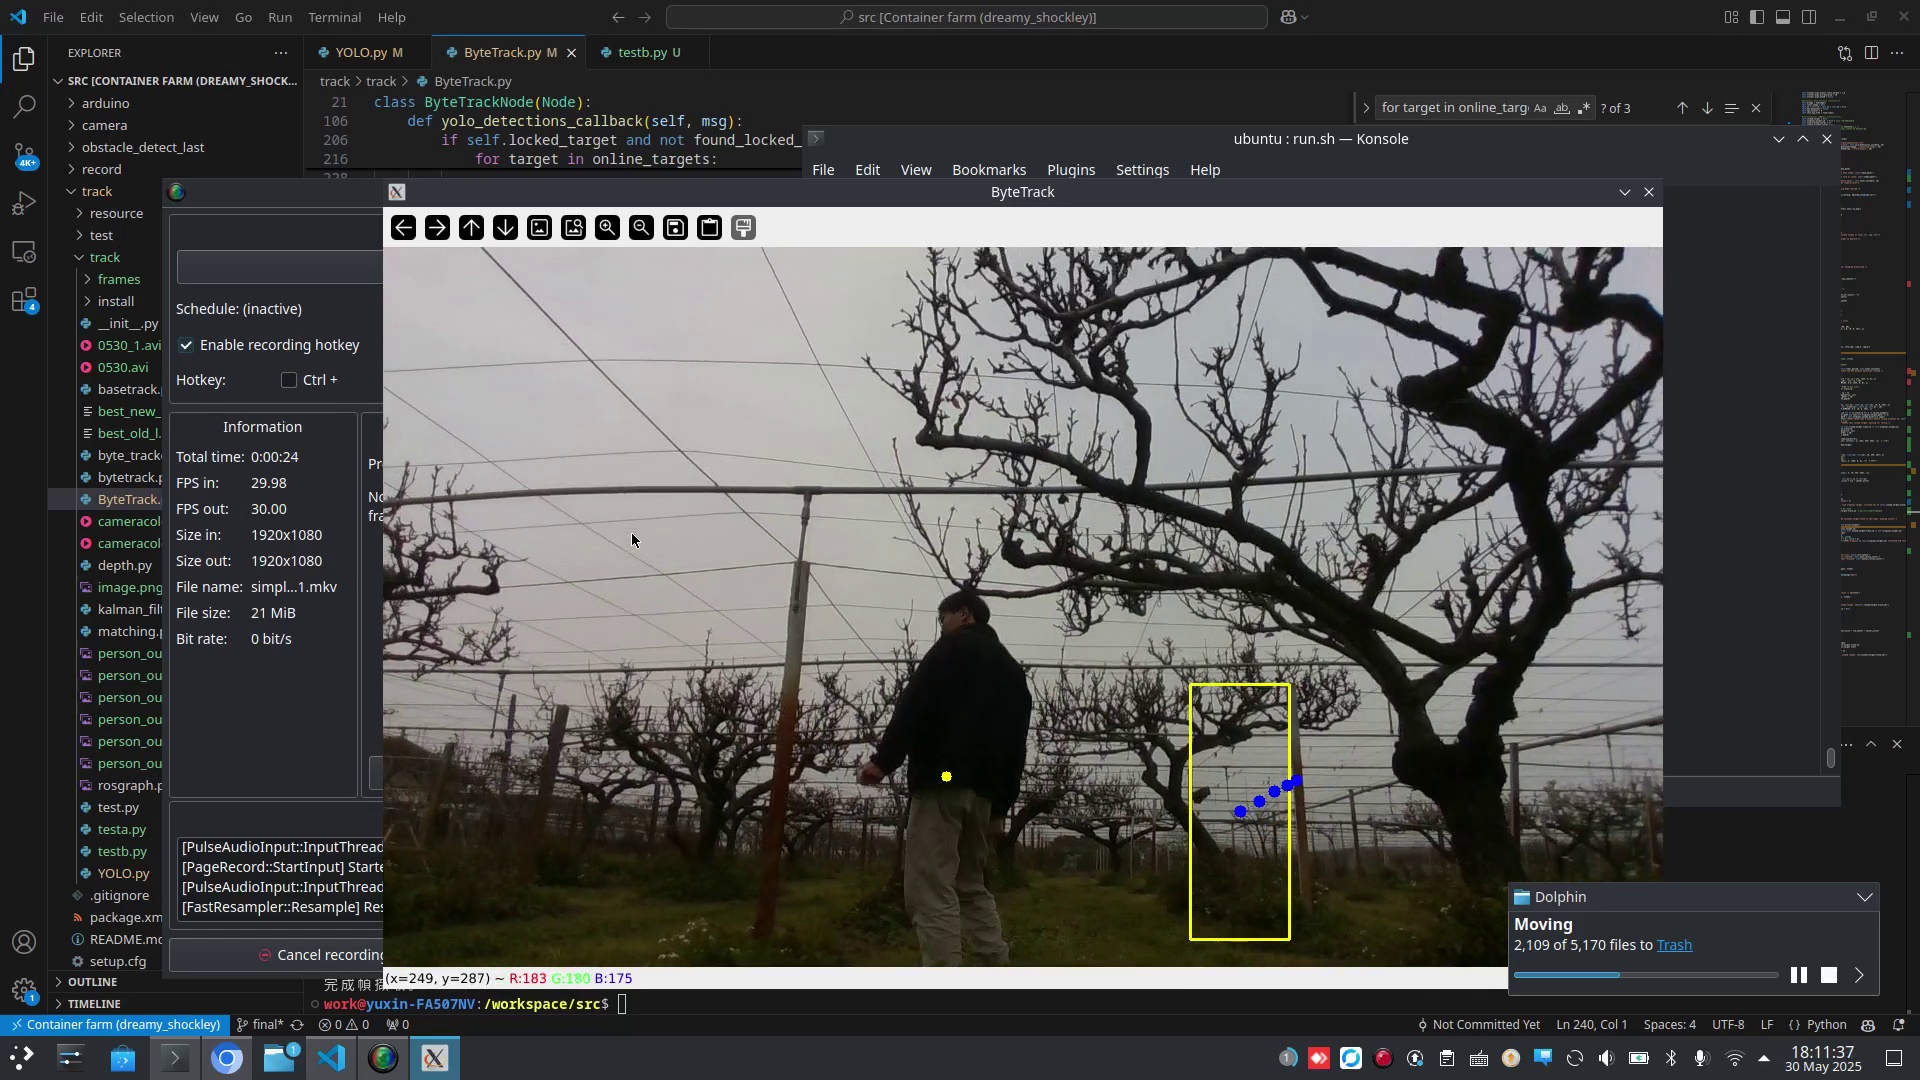 File Edit Selection View Go Run Terminal Help
src [Container farm (dreamy_shockley)]
EXPLORER
YOLO.py M
ByteTrack.py M
testb.py U
SRC [CONTAINER FARM (DREAMY_SHOCK...
track > track > ByteTrack.py
arduino
camera
obstacle_detect_last
record
track
resource
test
track
frames
install
__init__.py
0530_1.avi
0530.avi
basetrack.
best_new_
best_old_l.
byte_track
bytetrack.p
ByteTrack.
cameracol
cameracol
depth.py
image.png
kalman_filt
matching.p
person_ou
person_ou
person_ou
person_ou
person_ou
person_ou
rosgraph.p
test.py
testa.py
testb.py
YOLO.py
.gitignore
package.xm
README.md
setup.cfg
OUTLINE
TIMELINE
21 class ByteTrackNode(Node):
106 def yolo_detections_callback(self, msg):
206 if self.locked_target and not found_locked_
216 for target in online_targets:
228
for target in online_targ
Aa ab .*
? of 3
ubuntu : run.sh — Konsole
File Edit View Bookmarks Plugins Settings Help
ByteTrack
Schedule: (inactive)
Enable recording hotkey
Hotkey: Ctrl +
Information
Total time: 0:00:24
FPS in: 29.98
FPS out: 30.00
Size in: 1920x1080
Size out: 1920x1080
File name: simpl...1.mkv
File size: 21 MiB
Bit rate: 0 bit/s
Pr
No
fra
[PulseAudioInput::InputThread
[PageRecord::StartInput] Starte
[PulseAudioInput::InputThread
[FastResampler::Resample] Res
Cancel recording
(x=249, y=287) ~ R:183 G:180 B:175
work@yuxin-FA507NV:/workspace/src$
Dolphin
Moving
2,109 of 5,170 files to Trash
Container farm (dreamy_shockley)
final*
0 0
0
Not Committed Yet
Ln 240, Col 1
Spaces: 4
UTF-8
LF
{} Python
4K+
4
1
1
1
18:11:37
30 May 2025